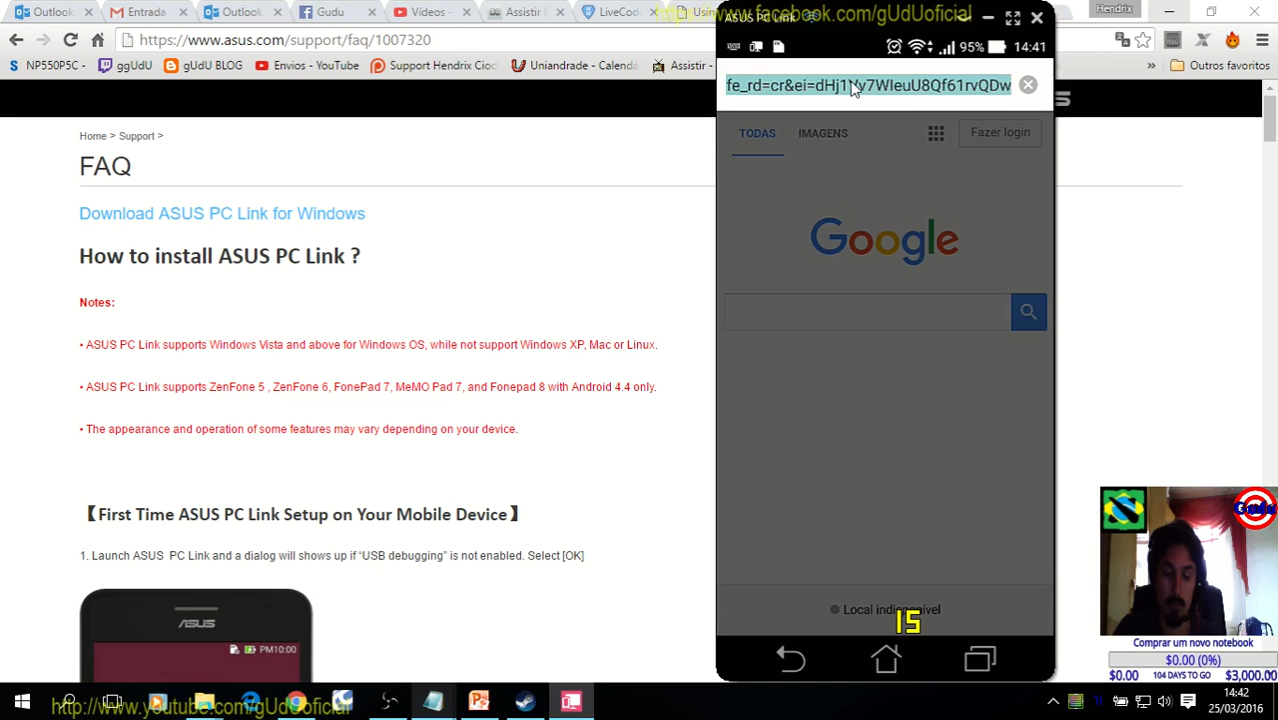 Outlook.
Entrada
Outlook
Gudu
Vídeos -
Assistir
LiveCode
Using
Hendrix
www.facebook.com/gUdUoficial
ASUS PC Link
https://www.asus.com/support/faq/1007320
95%
14:41
NP550P5C -
ggUdU
gUdU BLOG
Envios - YouTube
Support Hendrix Cioc
Uniandrade - Calenda
Assistir -
»
Outros favoritos
fe_rd=cr&ei=dHj1Vy7WIeuU8Qf61rvQDw
Home > Support >
FAQ
TODAS
IMAGENS
Fazer login
Download ASUS PC Link for Windows
Google
How to install ASUS PC Link ?
Notes:
• ASUS PC Link supports Windows Vista and above for Windows OS, while not support Windows XP, Mac or Linux.
• ASUS PC Link supports ZenFone 5 , ZenFone 6, FonePad 7, MeMO Pad 7, and Fonepad 8 with Android 4.4 only.
• The appearance and operation of some features may vary depending on your device.
【First Time ASUS PC Link Setup on Your Mobile Device】
1. Launch ASUS PC Link and a dialog will shows up if “USB debugging” is not enabled. Select [OK]
Local indisponível
15
ASUS
PM10:00
Gudu
Comprar um novo notebook
$0.00 (0%)
$0.00
104 DAYS TO GO
$3,000.00
http://www.youtube.com/gUdUoficial
14:42
25/03/2016